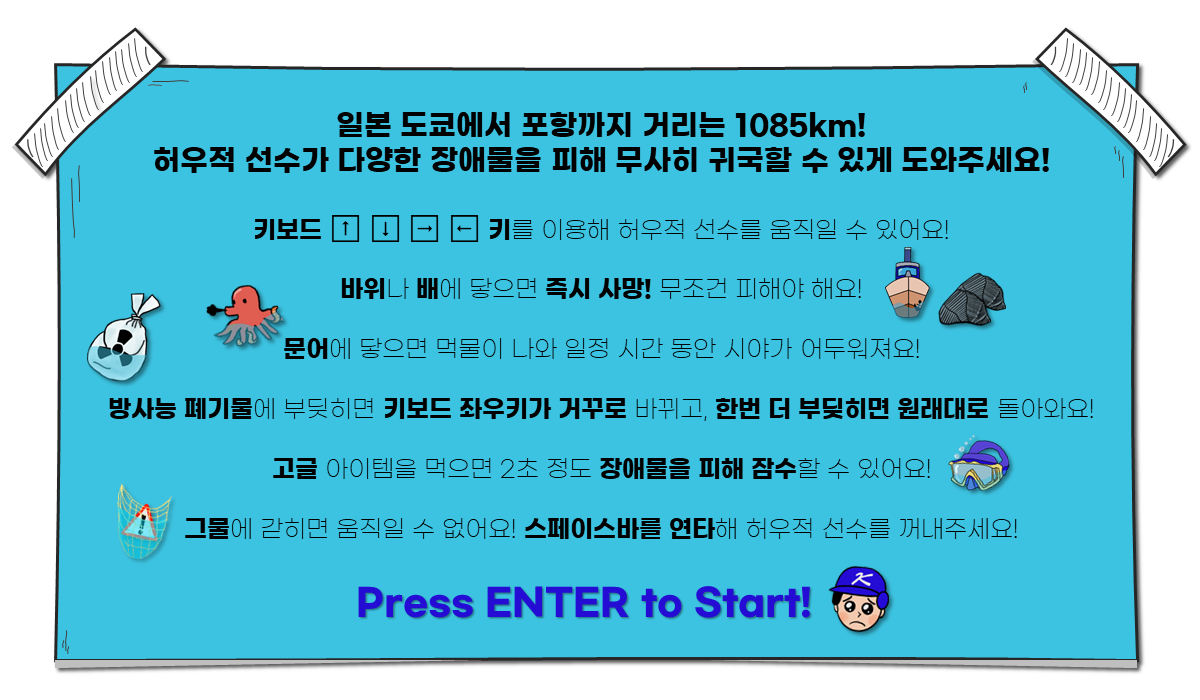 일본 도쿄에서 포항까지 거리는 1085km!
허우적 선수가 다양한 장애물을 피해 무사히 귀국할 수 있게 도와주세요!
키보드 ↑ ↓ → ← 키를 이용해 허우적 선수를 움직일 수 있어요!
바위나 배에 닿으면 즉시 사망! 무조건 피해야 해요!
문어에 닿으면 먹물이 나와 일정 시간 동안 시야가 어두워져요!
방사능 폐기물에 부딪히면 키보드 좌우키가 거꾸로 바뀌고, 한번 더 부딪히면 원래대로 돌아와요!
고글 아이템을 먹으면 2초 정도 장애물을 피해 잠수할 수 있어요!
그물에 갇히면 움직일 수 없어요! 스페이스바를 연타해 허우적 선수를 꺼내주세요!
Press ENTER to Start!
K